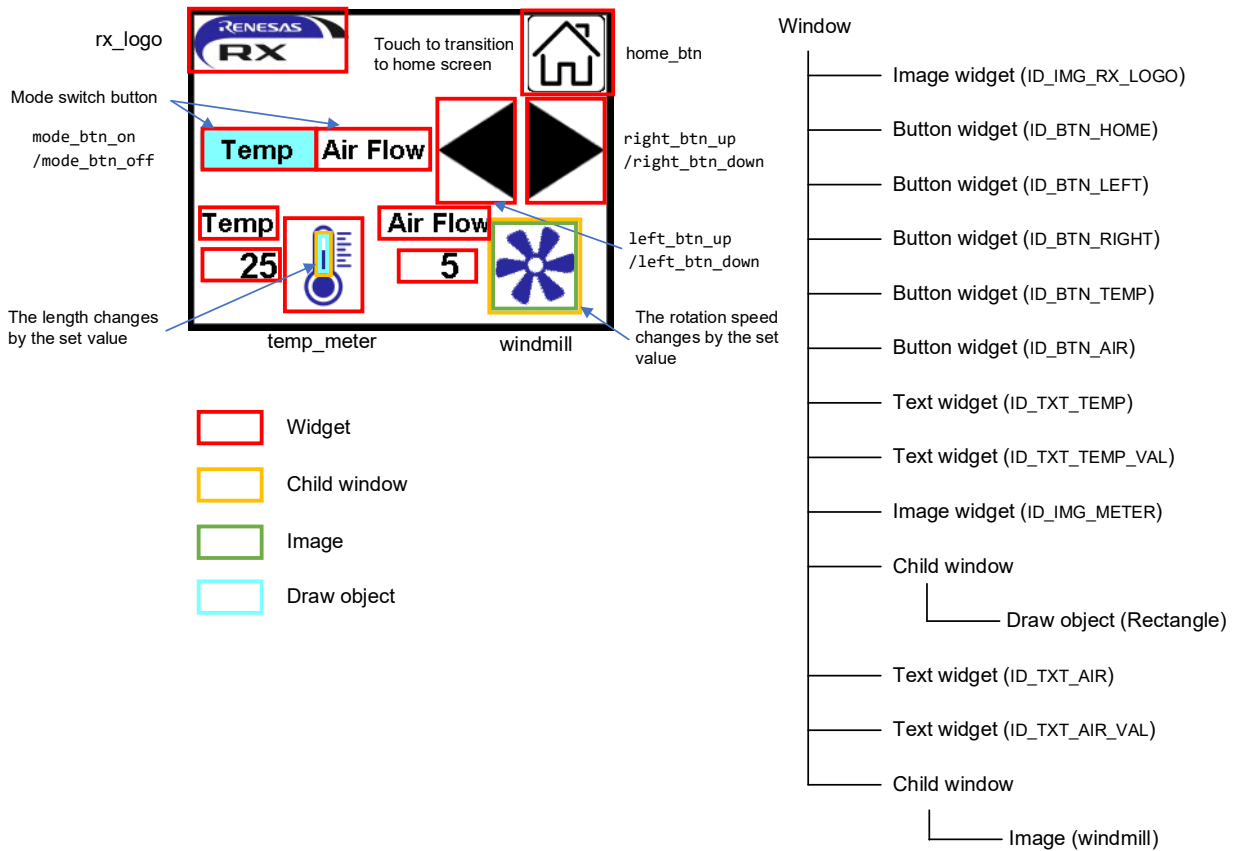 rx_logo
RENESAS
RX
Touch to transition
to home screen
home_btn
Mode switch button
mode_btn_on
/mode_btn_off
Temp
Air Flow
right_btn_up
/right_btn_down
Temp
25
Air Flow
5
left_btn_up
/left_btn_down
The length changes
by the set value
temp_meter
windmill
The rotation speed
changes by the set
value
Widget
Child window
Image
Draw object
Window
Image widget (ID_IMG_RX_LOGO)
Button widget (ID_BTN_HOME)
Button widget (ID_BTN_LEFT)
Button widget (ID_BTN_RIGHT)
Button widget (ID_BTN_TEMP)
Button widget (ID_BTN_AIR)
Text widget (ID_TXT_TEMP)
Text widget (ID_TXT_TEMP_VAL)
Image widget (ID_IMG_METER)
Child window
Draw object (Rectangle)
Text widget (ID_TXT_AIR)
Text widget (ID_TXT_AIR_VAL)
Child window
Image (windmill)